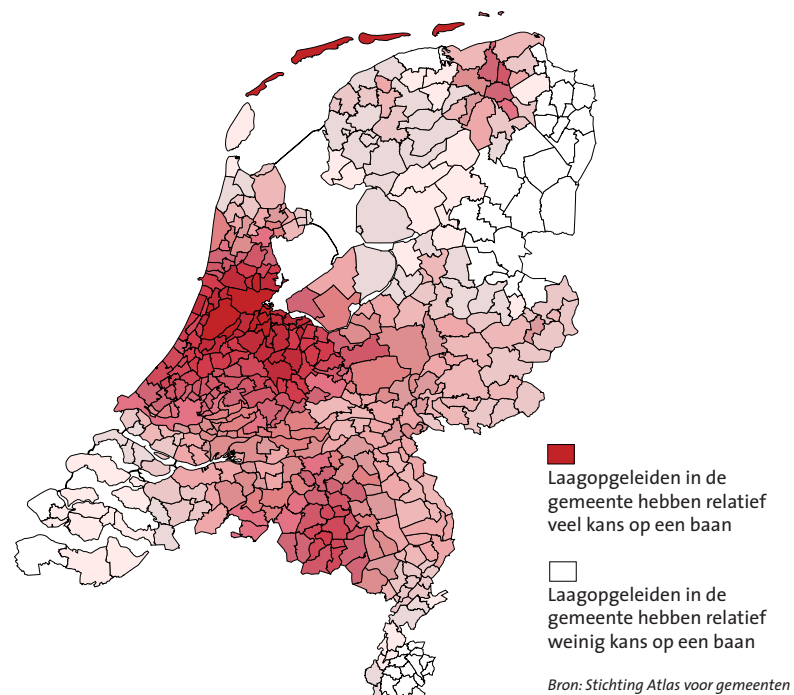 Laagopgeleiden in de
gemeente hebben relatief
veel kans op een baan
Laagopgeleiden in de
gemeente hebben relatief
weinig kans op een baan
Bron: Stichting Atlas voor gemeenten